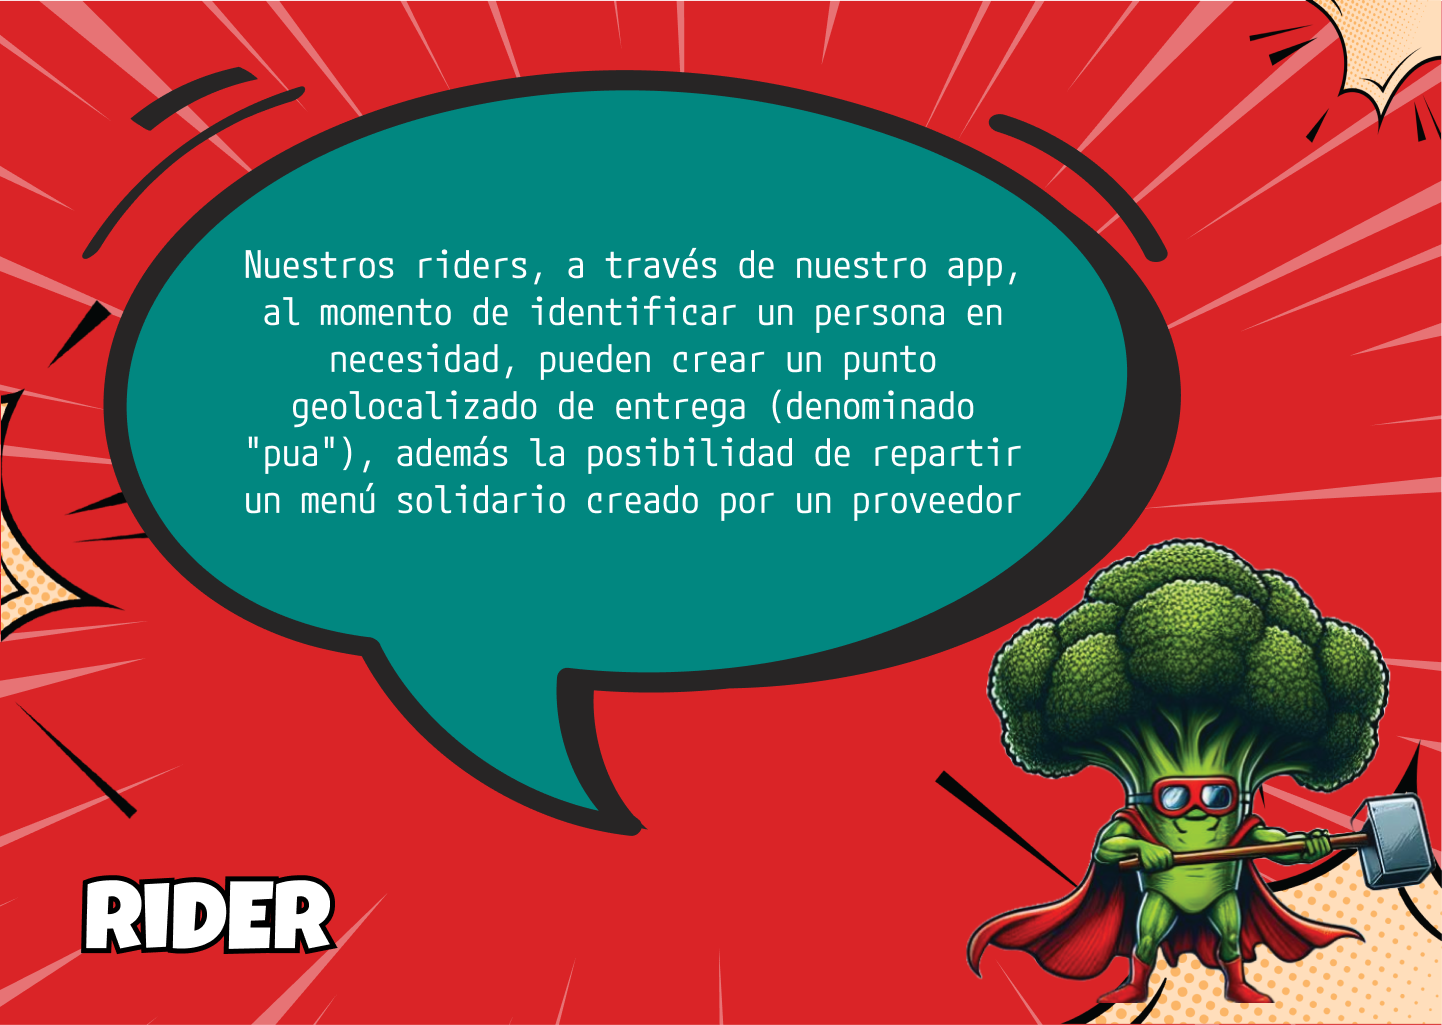 Nuestros riders, a través de nuestro app,
al momento de identificar un persona en
necesidad, pueden crear un punto
geolocalizado de entrega (denominado
"pua"), además la posibilidad de repartir
un menú solidario creado por un proveedor
RIDER